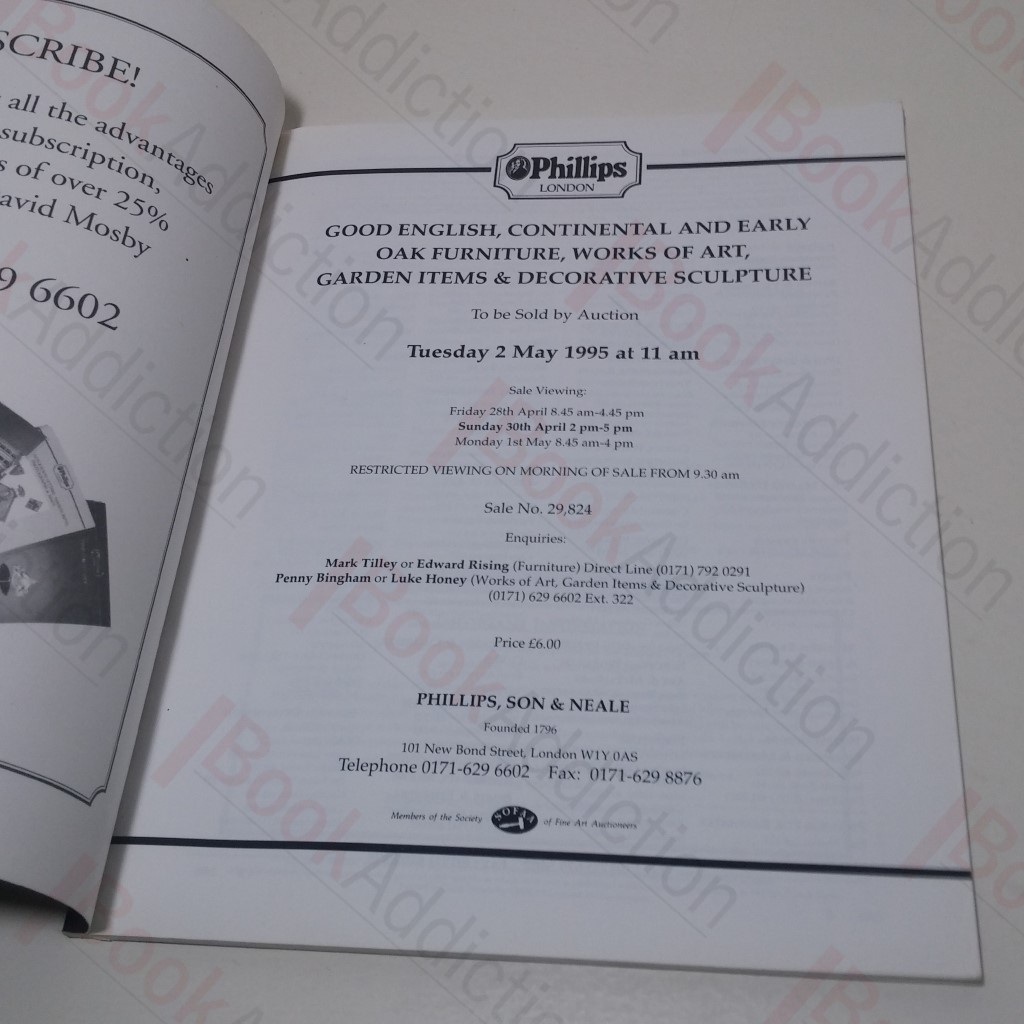 SCRIBE!
all the advantages
subscription,
s of over 25%
avid Mosby
9 6602
Phillips
LONDON
GOOD ENGLISH, CONTINENTAL AND EARLY
OAK FURNITURE, WORKS OF ART,
GARDEN ITEMS & DECORATIVE SCULPTURE
To be Sold by Auction
Tuesday 2 May 1995 at 11 am
Sale Viewing:
Friday 28th April 8.45 am-4.45 pm
Sunday 30th April 2 pm-5 pm
Monday 1st May 8.45 am-4 pm
RESTRICTED VIEWING ON MORNING OF SALE FROM 9.30 am
Sale No. 29,824
Enquiries:
Mark Tilley or Edward Rising (Furniture) Direct Line (0171) 792 0291
Penny Bingham or Luke Honey (Works of Art, Garden Items & Decorative Sculpture)
(0171) 629 6602 Ext. 322
Price £6.00
PHILLIPS, SON & NEALE
Founded 1796
101 New Bond Street, London W1Y 0AS
Telephone 0171-629 6602 Fax: 0171-629 8876
Members of the Society SOFAA of Fine Art Auctioneers
BookAddiction